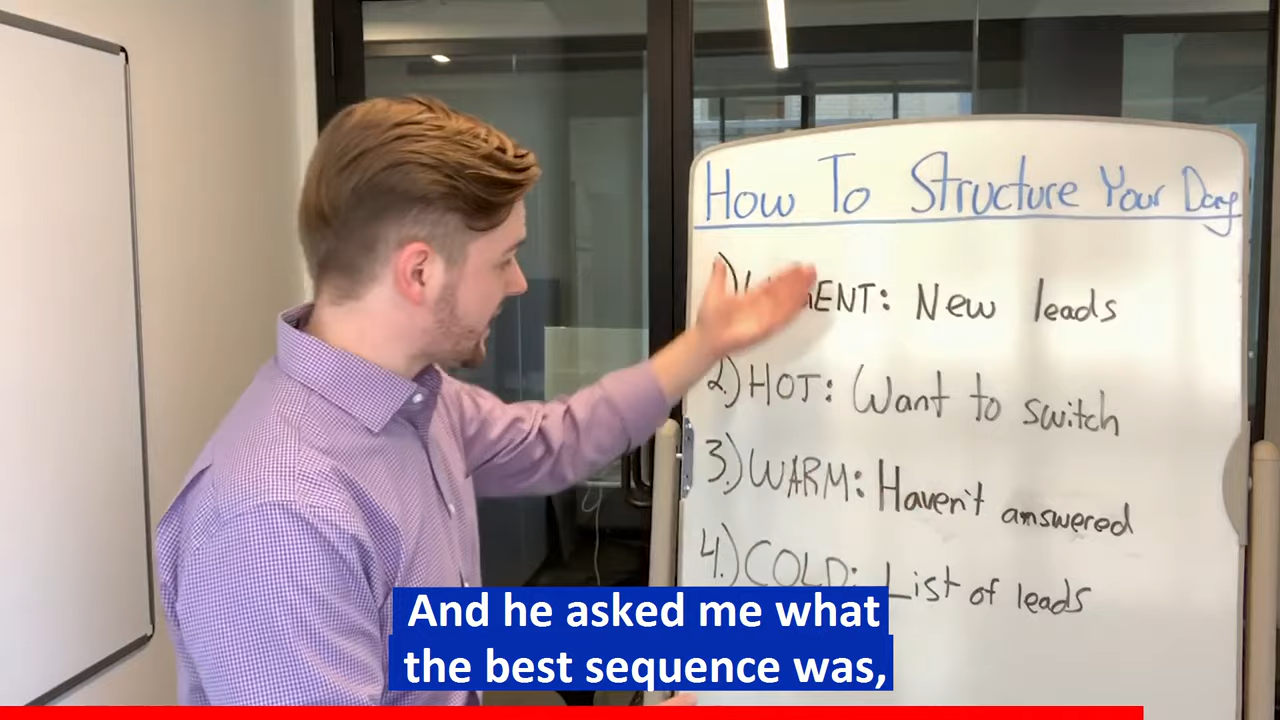 How To Structure Your Day
ENT: New leads
2.) HOT: Want to switch
3.) WARM: Haven't answered
4.) COLD: List of leads
And he asked me what
the best sequence was,